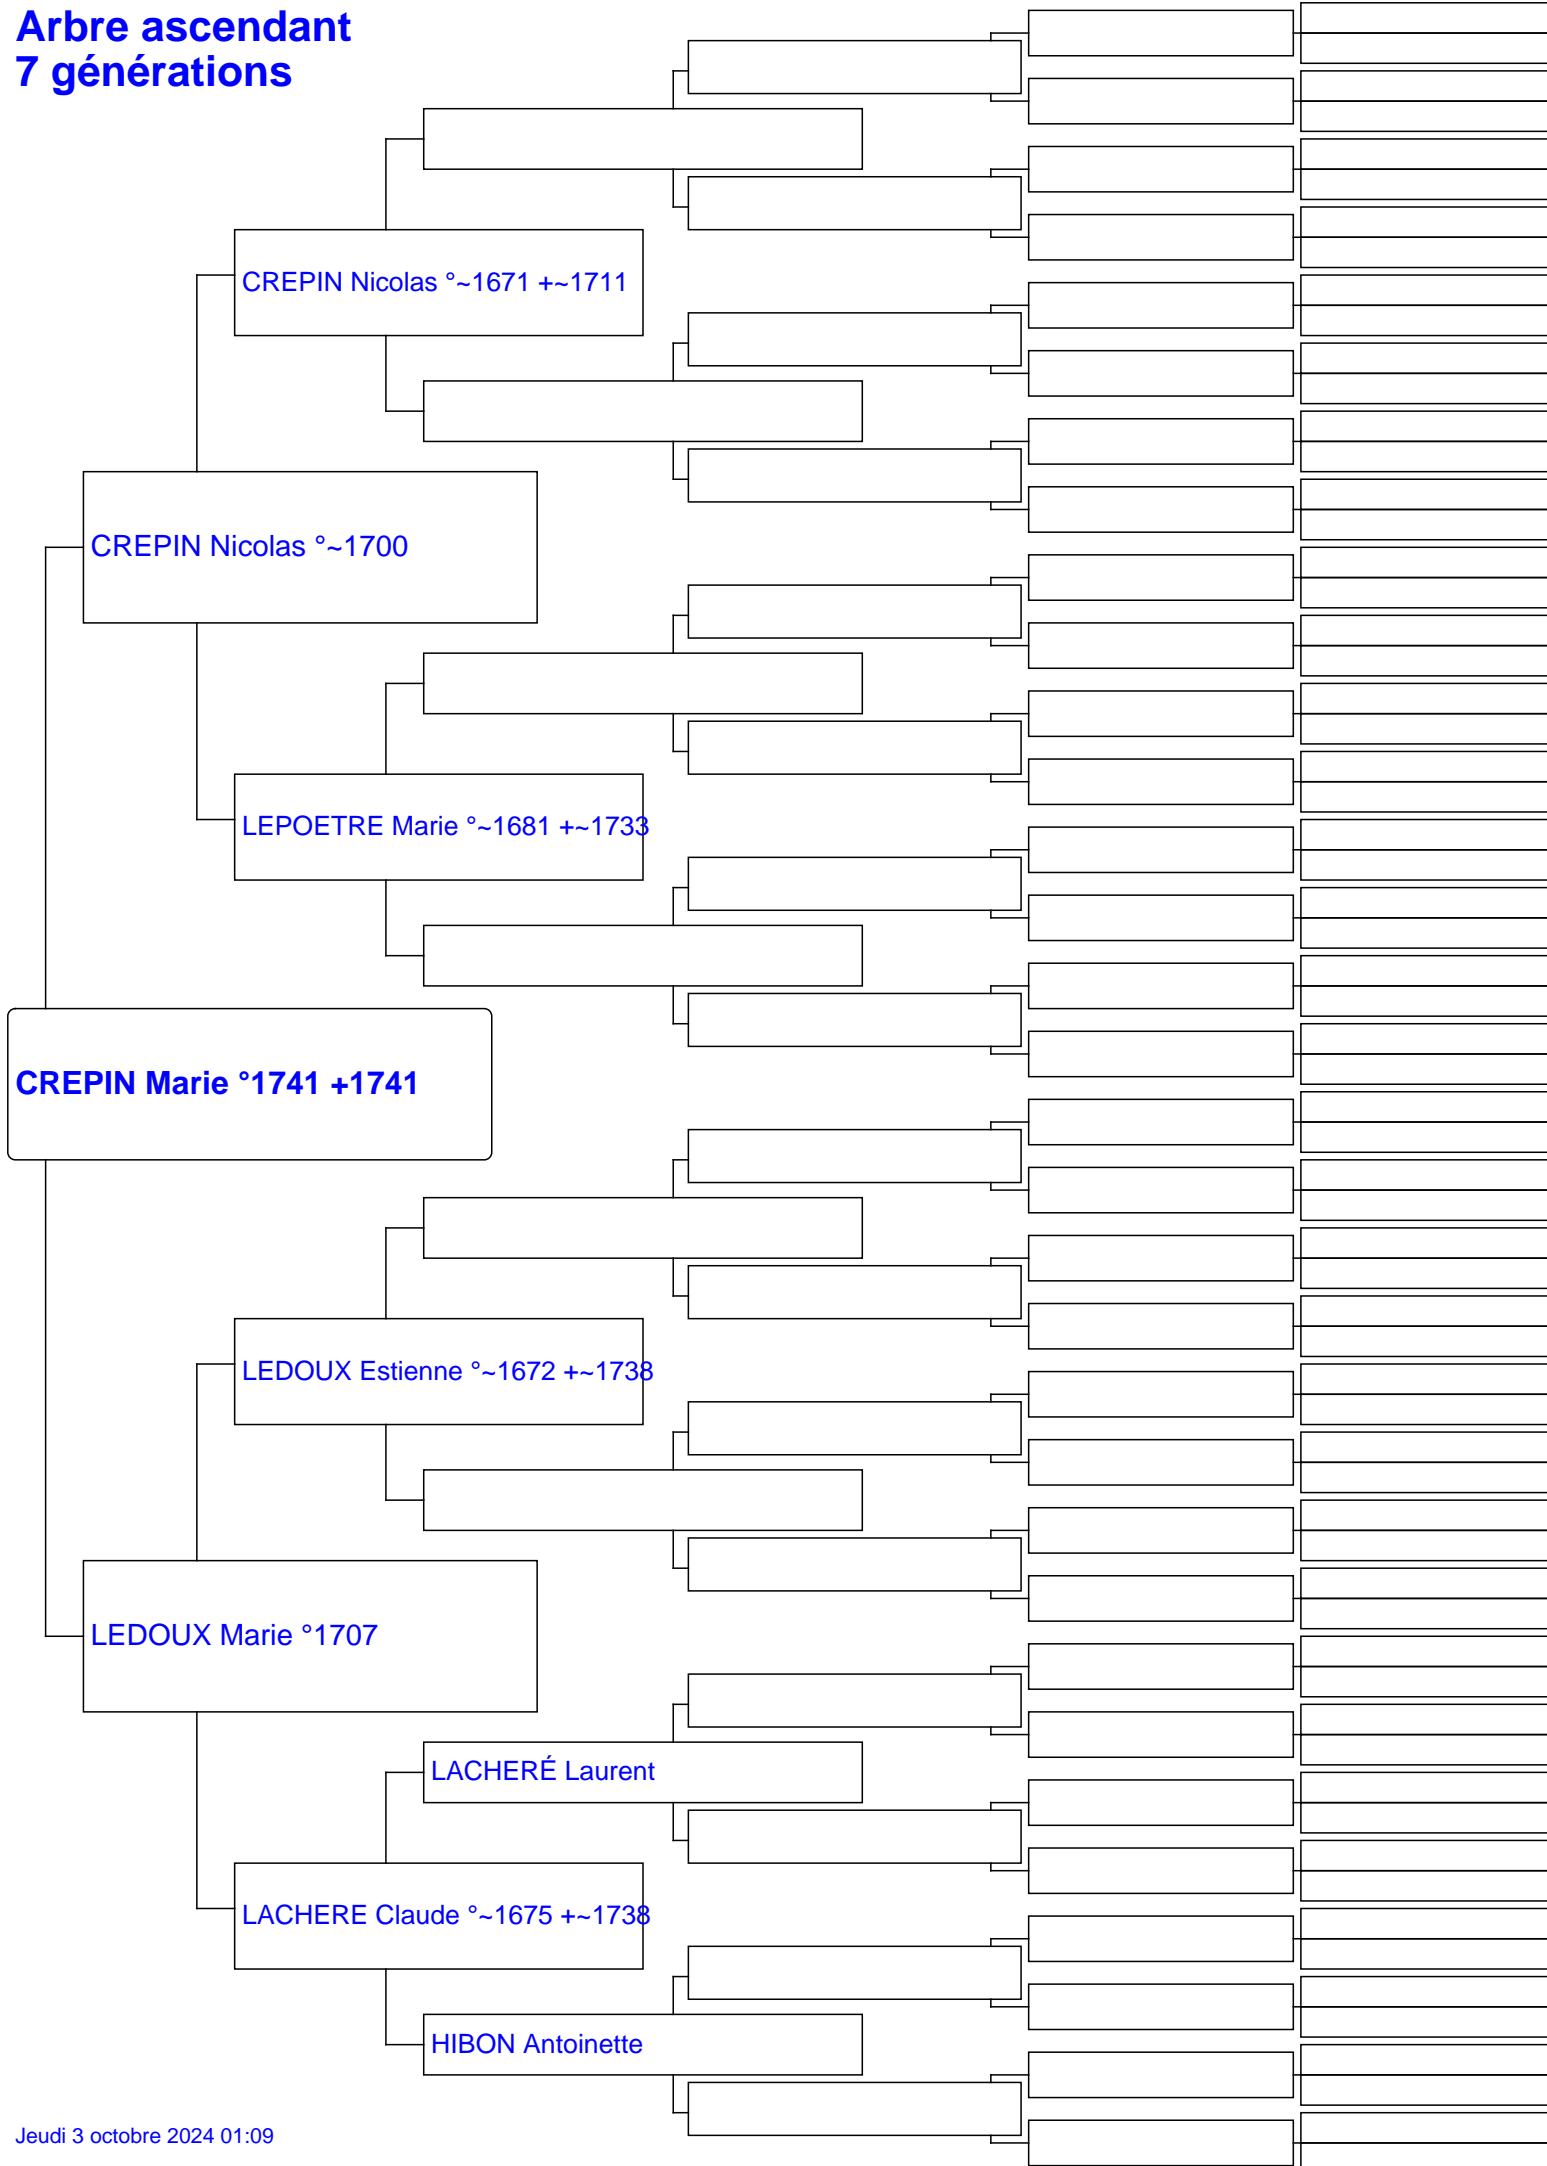 Arbre ascendant
7 générations
CREPIN Nicolas °~1671 +~1711
CREPIN Nicolas °~1700
LEPOETRE Marie °~1681 +~1733
CREPIN Marie °1741 +1741
LEDOUX Estienne °~1672 +~1738
LEDOUX Marie °1707
LACHERÉ Laurent
LACHERE Claude °~1675 +~1738
HIBON Antoinette
Jeudi 3 octobre 2024 01:09